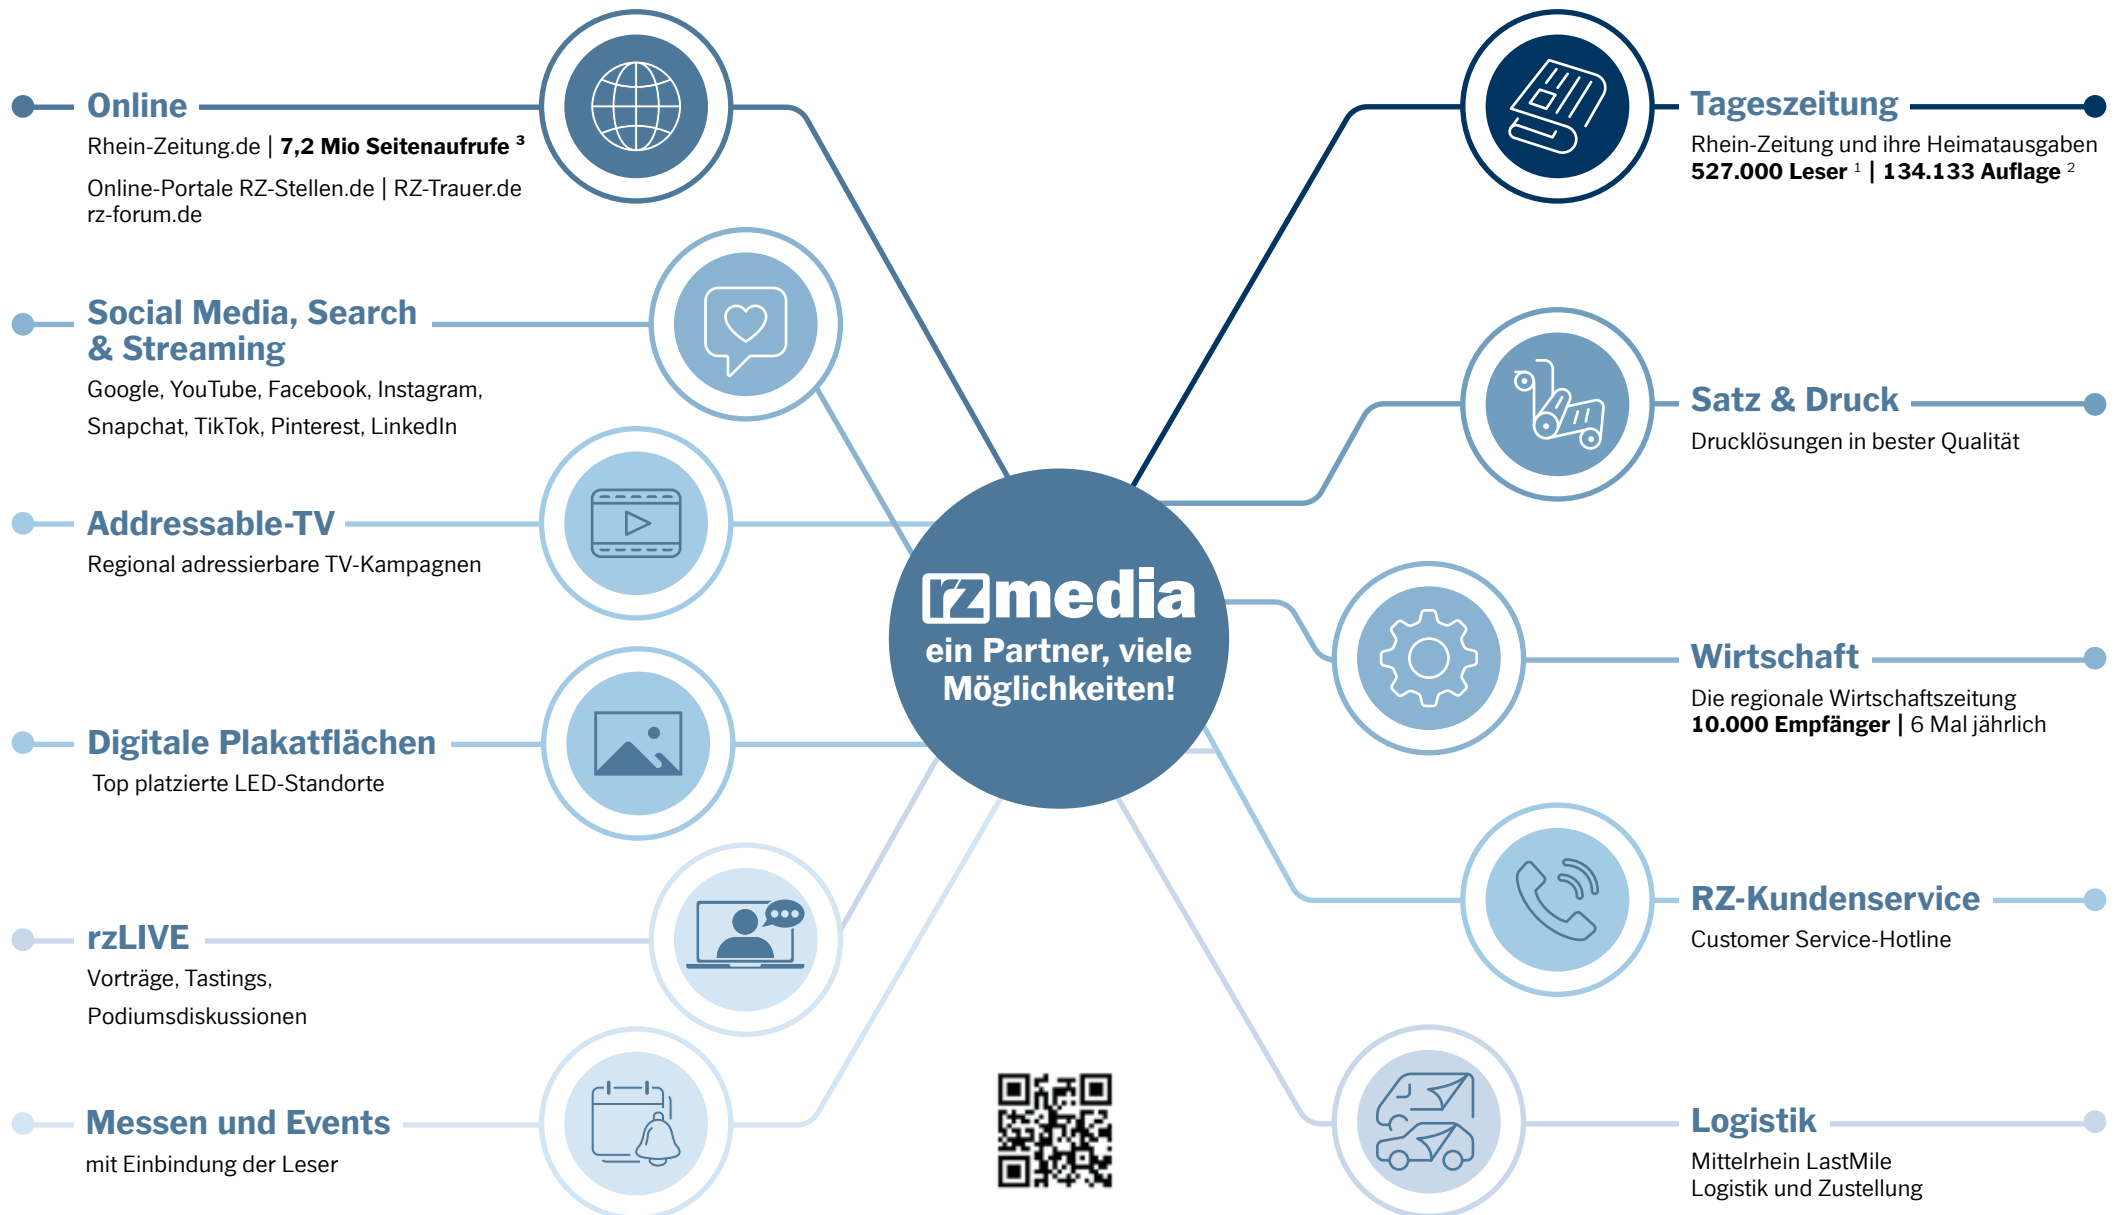 Online
Rhein-Zeitung.de | 7,2 Mio Seitenaufrufe ³
Online-Portale RZ-Stellen.de | RZ-Trauer.de
rz-forum.de
Social Media, Search
& Streaming
Google, YouTube, Facebook, Instagram,
Snapchat, TikTok, Pinterest, LinkedIn
Addressable-TV
Regional adressierbare TV-Kampagnen
Digitale Plakatflächen
Top platzierte LED-Standorte
rzLIVE
Vorträge, Tastings,
Podiumsdiskussionen
Messen und Events
mit Einbindung der Leser
rzmedia
ein Partner, viele
Möglichkeiten!
Tageszeitung
Rhein-Zeitung und ihre Heimatausgaben
527.000 Leser ¹ | 134.133 Auflage ²
Satz & Druck
Drucklösungen in bester Qualität
Wirtschaft
Die regionale Wirtschaftszeitung
10.000 Empfänger | 6 Mal jährlich
RZ-Kundenservice
Customer Service-Hotline
Logistik
Mittelrhein LastMile
Logistik und Zustellung